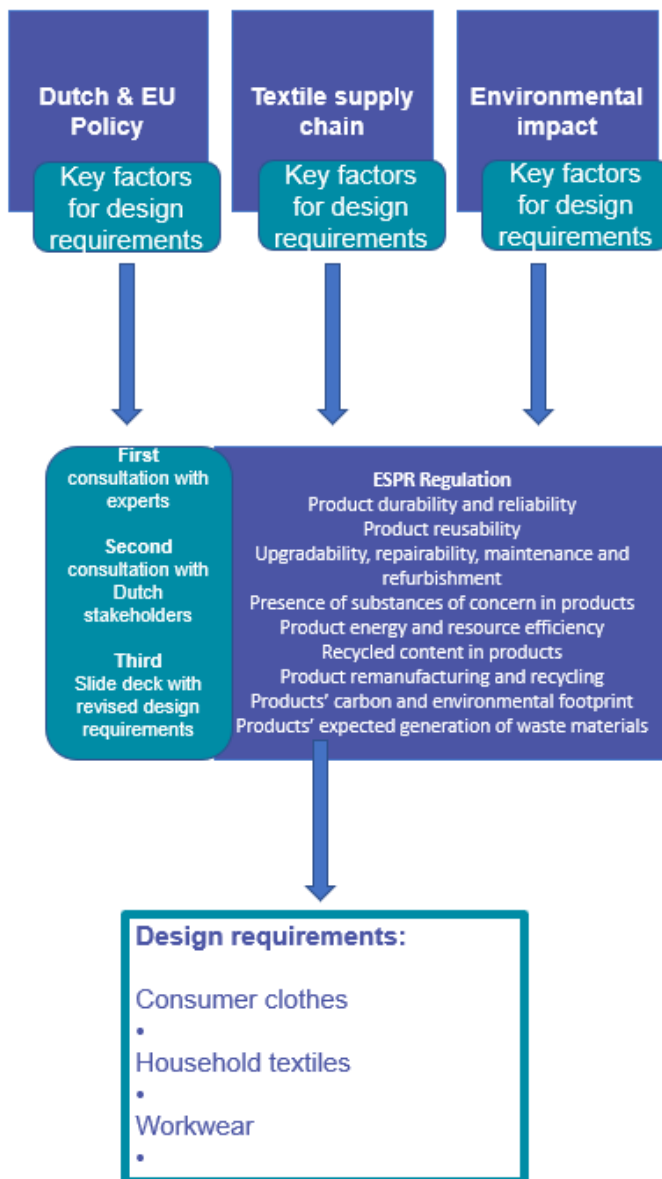 Dutch & EU
Policy
Key factors
for design
requirements
Textile supply
chain
Key factors
for design
requirements
Environmental
impact
Key factors
for design
requirements
First
consultation with
experts
Second
consultation with
Dutch
stakeholders
Third
Slide deck with
revised design
requirements
ESPR Regulation
Product durability and reliability
Product reusability
Upgradability, repairability, maintenance and
refurbishment
Presence of substances of concern in products
Product energy and resource efficiency
Recycled content in products
Product remanufacturing and recycling
Products’ carbon and environmental footprint
Products’ expected generation of waste materials
Design requirements:
Consumer clothes
•
Household textiles
•
Workwear
•